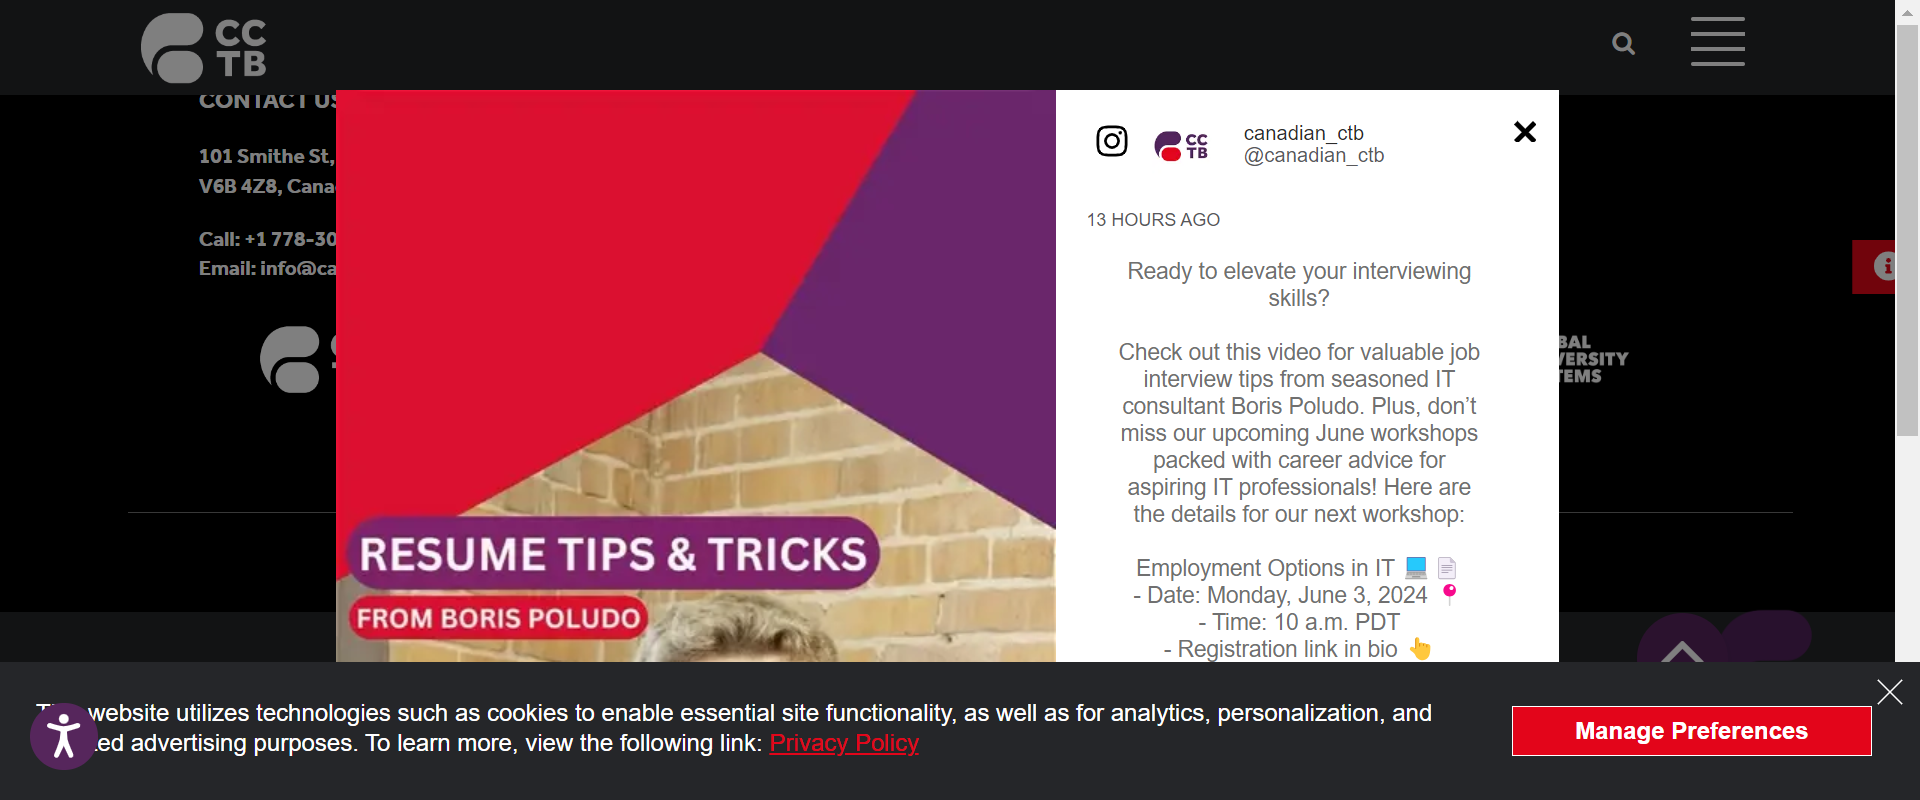 CC
TB
CONTACT US
101 Smithe St,
V6B 4Z8, Cana
Call: +1 778-30
Email: info@ca
canadian_ctb
@canadian_ctb
CC
TB
13 HOURS AGO
Ready to elevate your interviewing
skills?
Check out this video for valuable job
interview tips from seasoned IT
consultant Boris Poludo. Plus, don’t
miss our upcoming June workshops
packed with career advice for
aspiring IT professionals! Here are
the details for our next workshop:
Employment Options in IT 💻 📄
- Date: Monday, June 3, 2024 📍
- Time: 10 a.m. PDT
- Registration link in bio 👆
RESUME TIPS & TRICKS
FROM BORIS POLUDO
BAL
VERSITY
TEMS
website utilizes technologies such as cookies to enable essential site functionality, as well as for analytics, personalization, and
ed advertising purposes. To learn more, view the following link: Privacy Policy
Manage Preferences